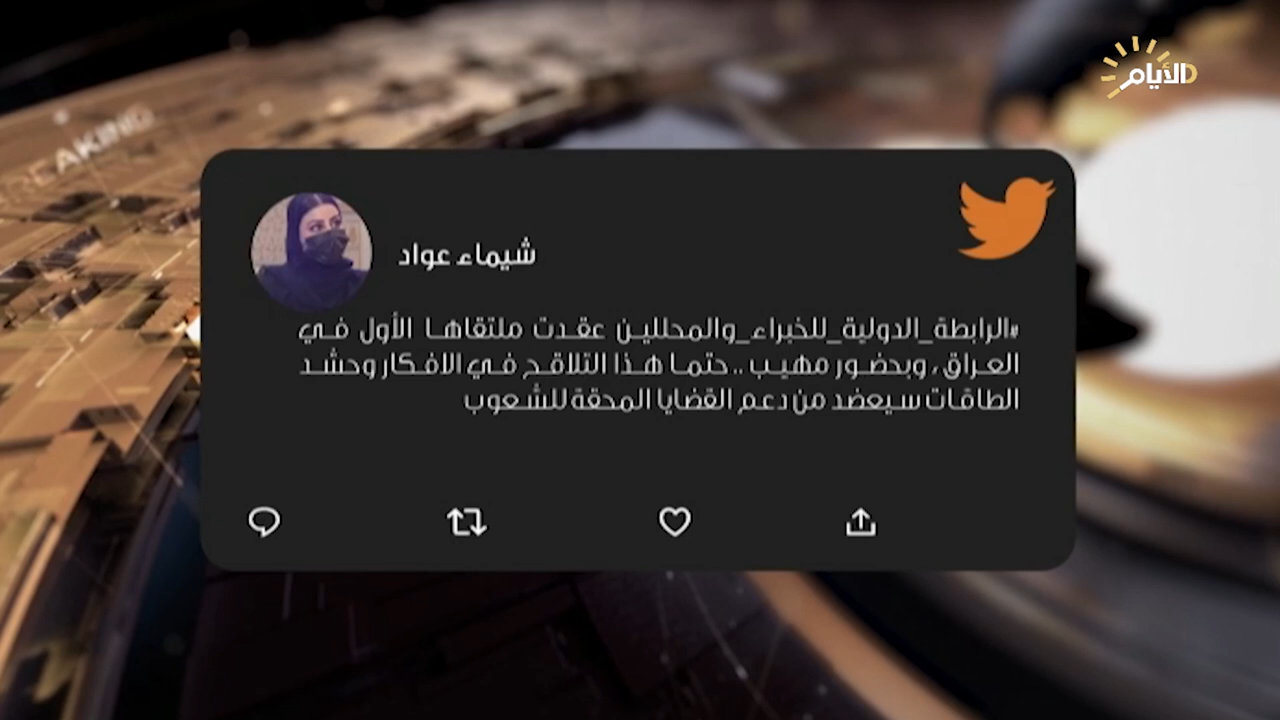 الأيام
AKING
شيماء عواد
#الرابطة_الدولية_للخبراء_والمحللين عقدت ملتقاها الأول في
العراق، وبحضور مهيب .. حتما هذا التلاقح في الافكار وحشد
الطاقات سيعضد من دعم القضايا المحقة للشعوب